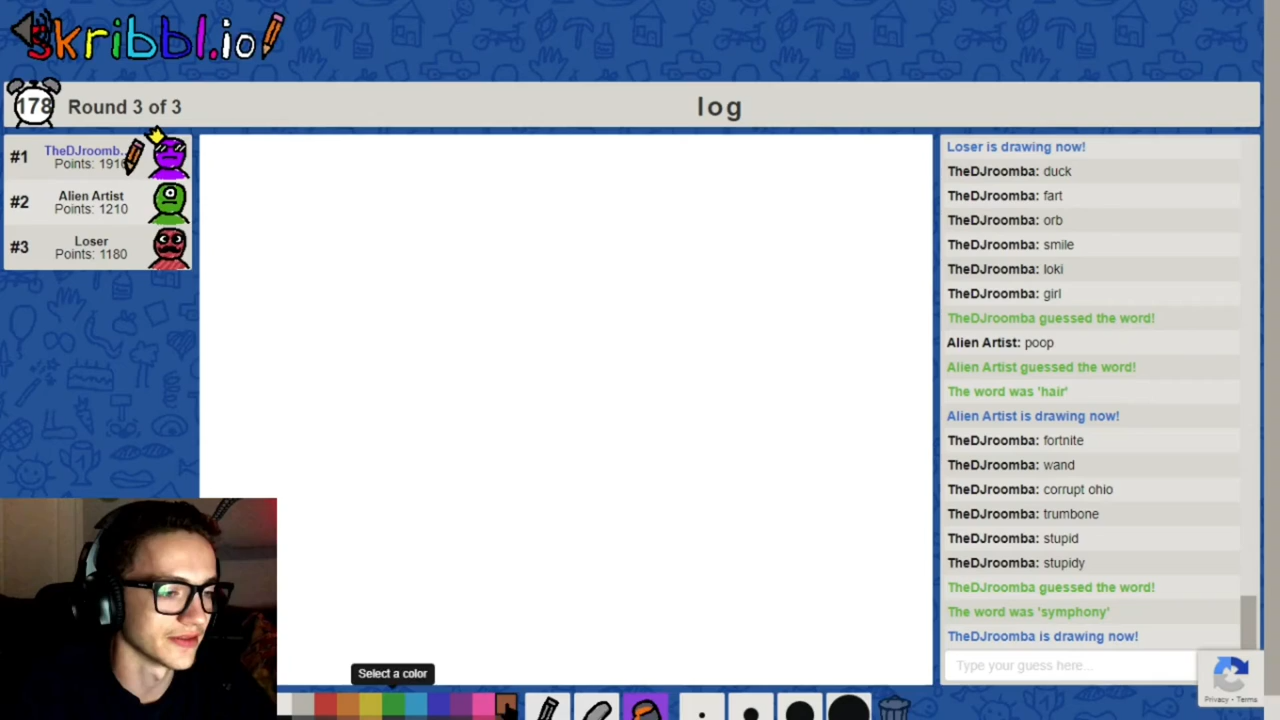 skribbl.io
178
Round 3 of 3
log
#1
TheDJroomb...
Points: 1916
#2
Alien Artist
Points: 1210
#3
Loser
Points: 1180
Loser is drawing now!
TheDJroomba: duck
TheDJroomba: fart
TheDJroomba: orb
TheDJroomba: smile
TheDJroomba: loki
TheDJroomba: girl
TheDJroomba guessed the word!
Alien Artist: poop
Alien Artist guessed the word!
The word was 'hair'
Alien Artist is drawing now!
TheDJroomba: fortnite
TheDJroomba: wand
TheDJroomba: corrupt ohio
TheDJroomba: trumbone
TheDJroomba: stupid
TheDJroomba: stupidy
TheDJroomba guessed the word!
The word was 'symphony'
TheDJroomba is drawing now!
Type your guess here...
Select a color
Privacy - Terms